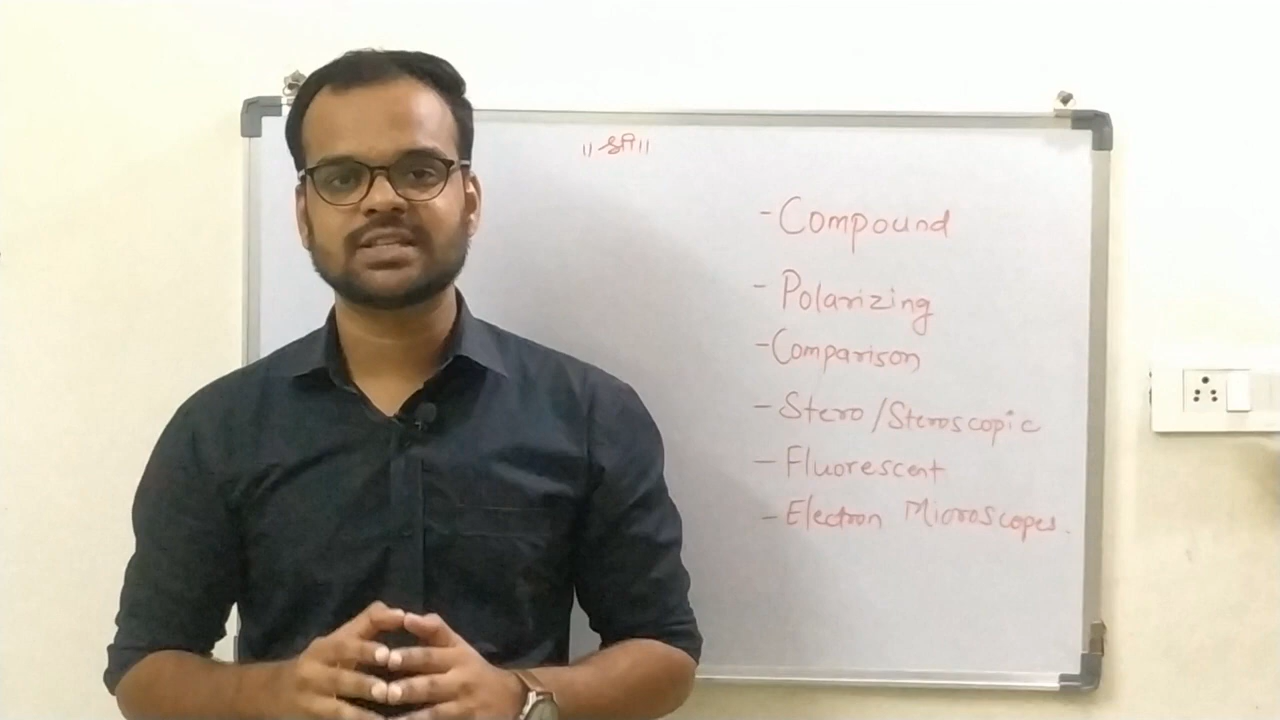 ॥ श्री ॥
- Compound
- Polarizing
- Comparison
- Stero/Steroscopic
- Fluorescent
- Electron Microscopes.